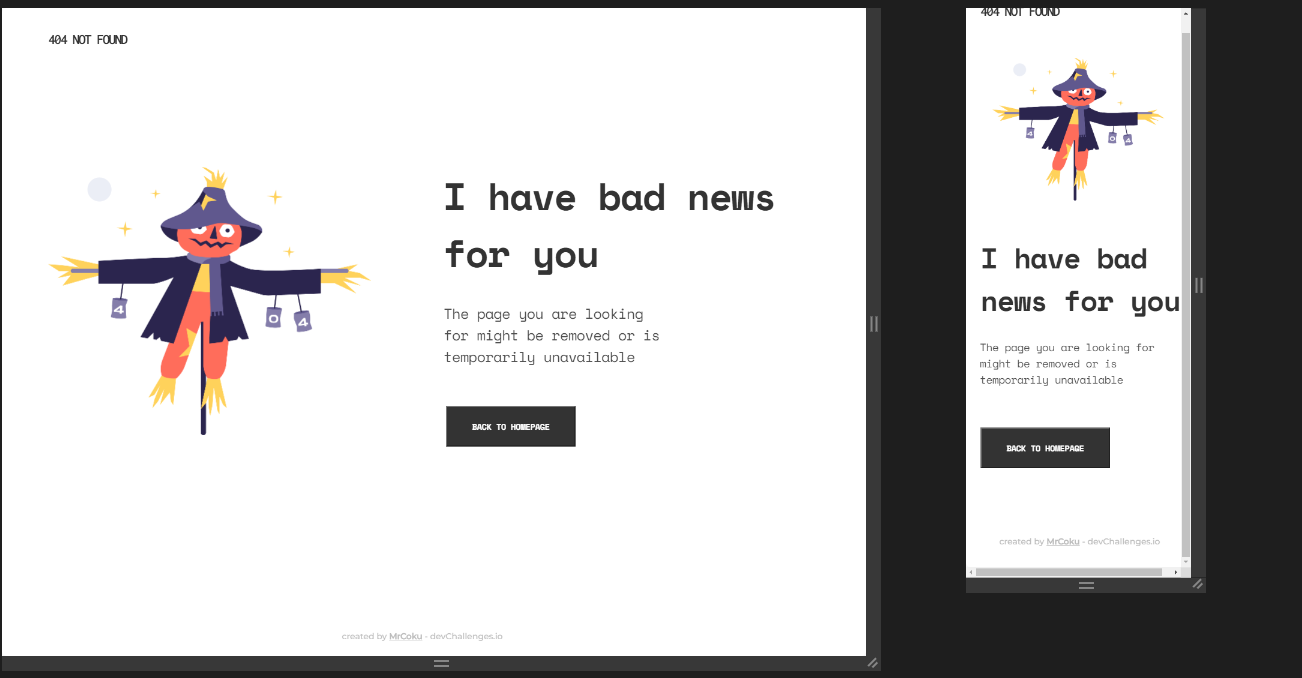 404 NOT FOUND
I have bad news
for you
4
0 4
The page you are looking
for might be removed or is
temporarily unavailable
BACK TO HOMEPAGE
created by MrCoku - devChallenges.io
404 NOT FOUND
4
0 4
I have bad
news for you
The page you are looking for
might be removed or is
temporarily unavailable
BACK TO HOMEPAGE
created by MrCoku - devChallenges.io